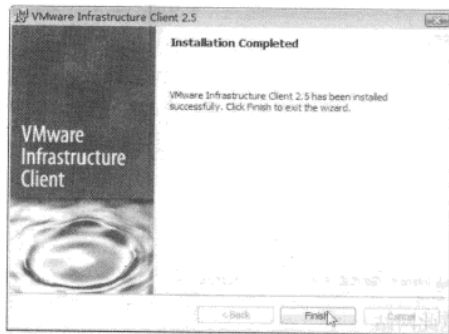 VMware Infrastructure Client 2.5
Installation Completed
VMware Infrastructure Client 2.5 has been installed
successfully. Click Finish to exit the wizard.
VMware
Infrastructure
Client
< Back
Finish
Cancel